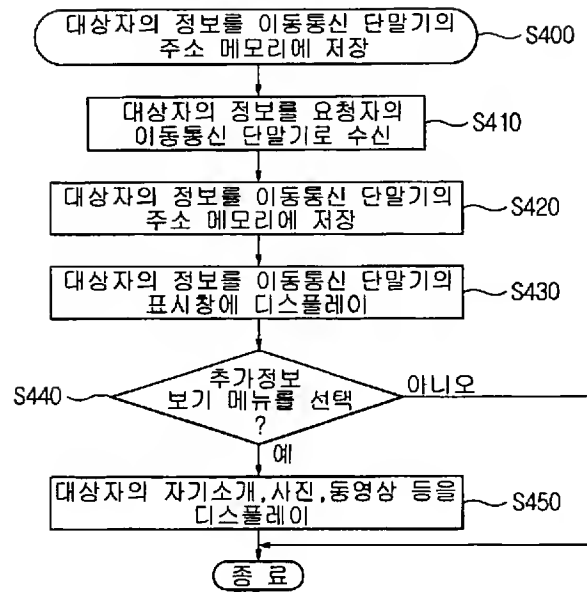 대상자의 정보를 이동통신 단말기의
주소 메모리에 저장
S400
대상자의 정보를 요청자의
이동통신 단말기로 수신
S410
대상자의 정보를 이동통신 단말기의
주소 메모리에 저장
S420
대상자의 정보를 이동통신 단말기의
표시창에 디스플레이
S430
추가정보
보기 메뉴를 선택
?
S440
아니오
예
대상자의 자기소개,사진,동영상 등을
디스플레이
S450
종 료